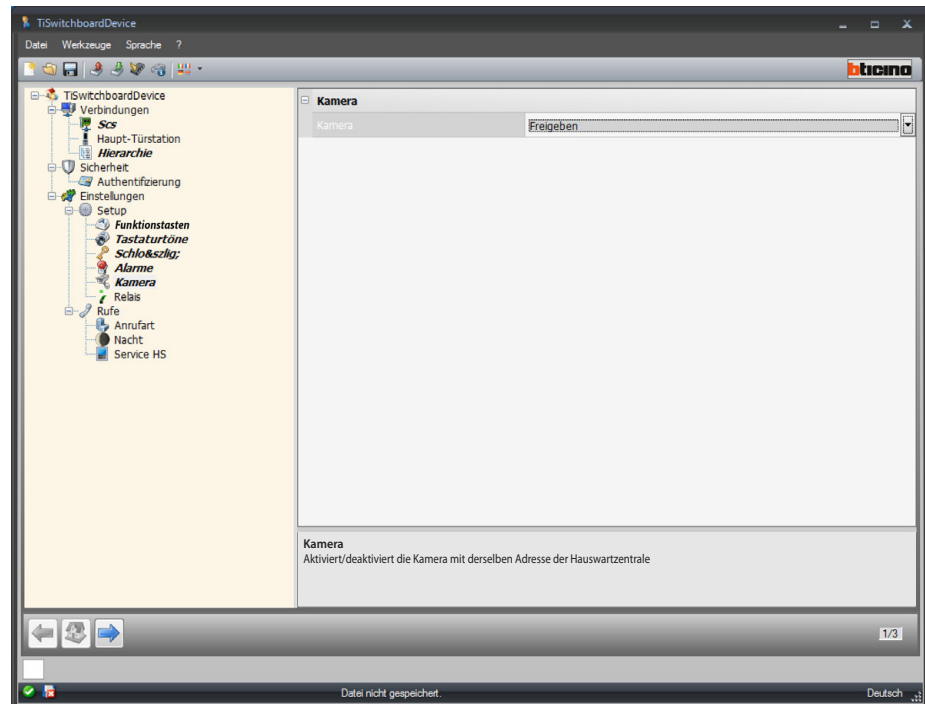 TiSwitchboardDevice
Datei Werkzeuge Sprache ?
bticino
TiSwitchboardDevice
Verbindungen
Scs
Haupt-Türstation
Hierarchie
Sicherheit
Authentifizierung
Einstellungen
Setup
Funktionstasten
Tastaturtöne
Schlo&szlig;
Alarme
Kamera
Relais
Rufe
Anrufart
Nacht
Service HS
Kamera
Kamera Freigeben
Kamera
Aktiviert/deaktiviert die Kamera mit derselben Adresse der Hauswartzentrale
1/3
Datei nicht gespeichert. Deutsch